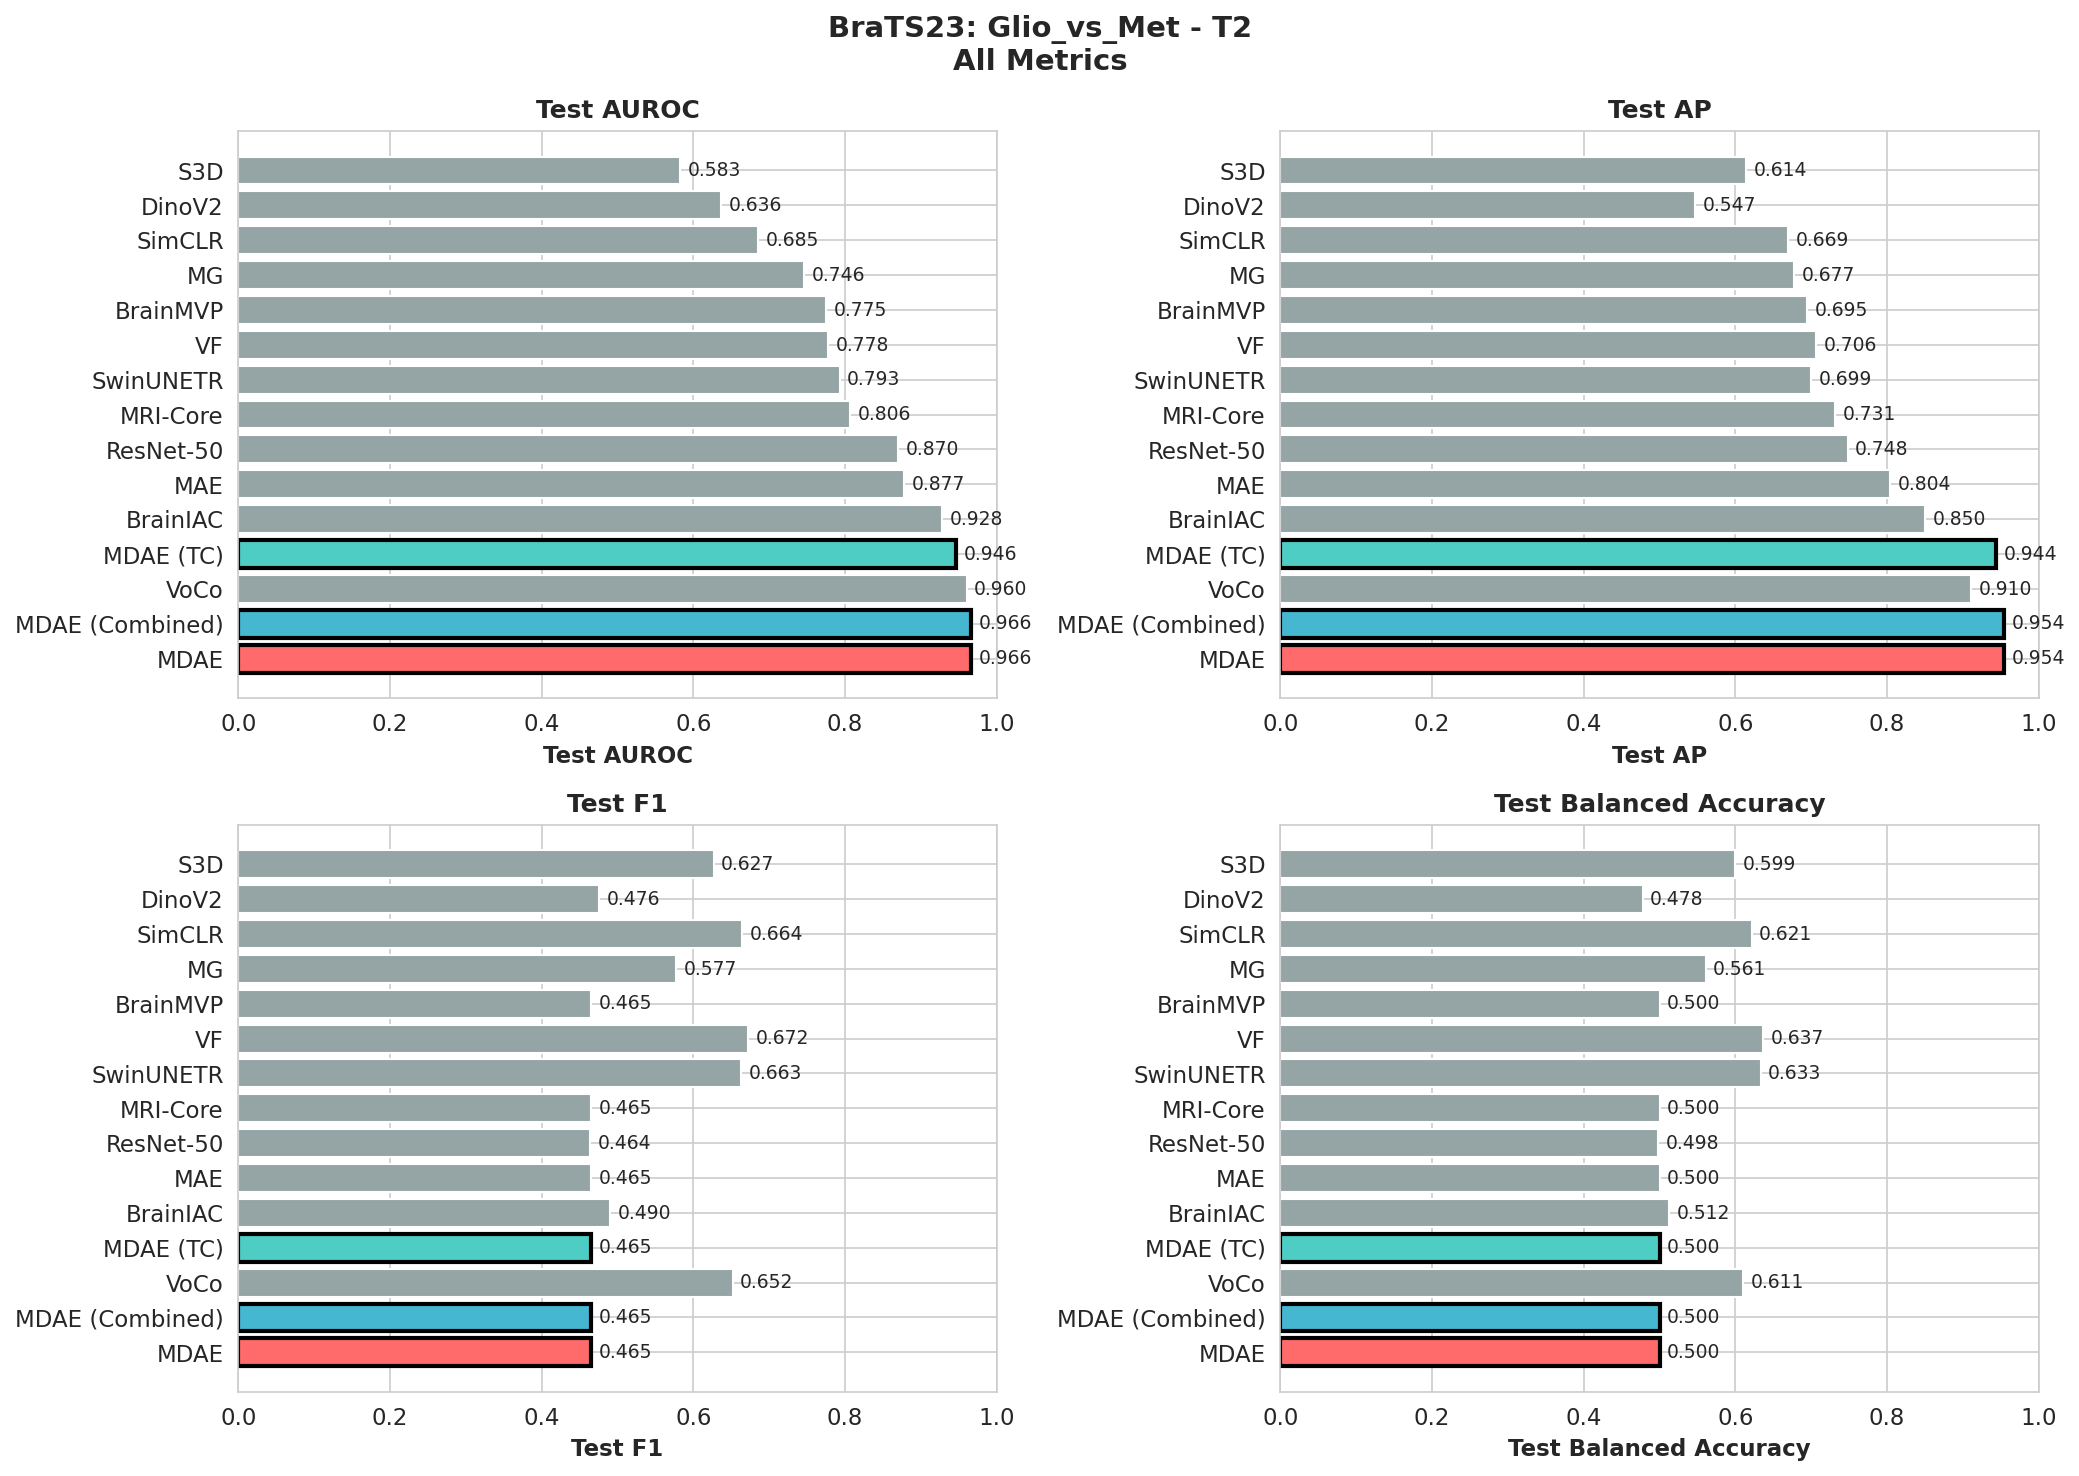 BraTS23: Glio_vs_Met - T2
All Metrics
Test AUROC
S3D 0.583
DinoV2 0.636
SimCLR 0.685
MG 0.746
BrainMVP 0.775
VF 0.778
SwinUNETR 0.793
MRI-Core 0.806
ResNet-50 0.870
MAE 0.877
BrainIAC 0.928
MDAE (TC) 0.946
VoCo 0.960
MDAE (Combined) 0.966
MDAE 0.966
0.0 0.2 0.4 0.6 0.8 1.0
Test AUROC
Test AP
S3D 0.614
DinoV2 0.547
SimCLR 0.669
MG 0.677
BrainMVP 0.695
VF 0.706
SwinUNETR 0.699
MRI-Core 0.731
ResNet-50 0.748
MAE 0.804
BrainIAC 0.850
MDAE (TC) 0.944
VoCo 0.910
MDAE (Combined) 0.954
MDAE 0.954
0.0 0.2 0.4 0.6 0.8 1.0
Test AP
Test F1
S3D 0.627
DinoV2 0.476
SimCLR 0.664
MG 0.577
BrainMVP 0.465
VF 0.672
SwinUNETR 0.663
MRI-Core 0.465
ResNet-50 0.464
MAE 0.465
BrainIAC 0.490
MDAE (TC) 0.465
VoCo 0.652
MDAE (Combined) 0.465
MDAE 0.465
0.0 0.2 0.4 0.6 0.8 1.0
Test F1
Test Balanced Accuracy
S3D 0.599
DinoV2 0.478
SimCLR 0.621
MG 0.561
BrainMVP 0.500
VF 0.637
SwinUNETR 0.633
MRI-Core 0.500
ResNet-50 0.498
MAE 0.500
BrainIAC 0.512
MDAE (TC) 0.500
VoCo 0.611
MDAE (Combined) 0.500
MDAE 0.500
0.0 0.2 0.4 0.6 0.8 1.0
Test Balanced Accuracy